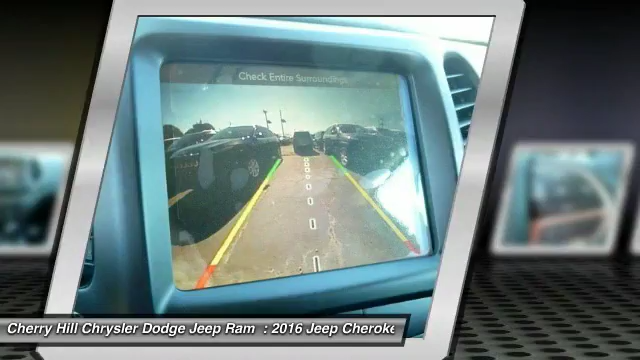 Check Entire Surroundings
Cherry Hill Chrysler Dodge Jeep Ram : 2016 Jeep Cheroke